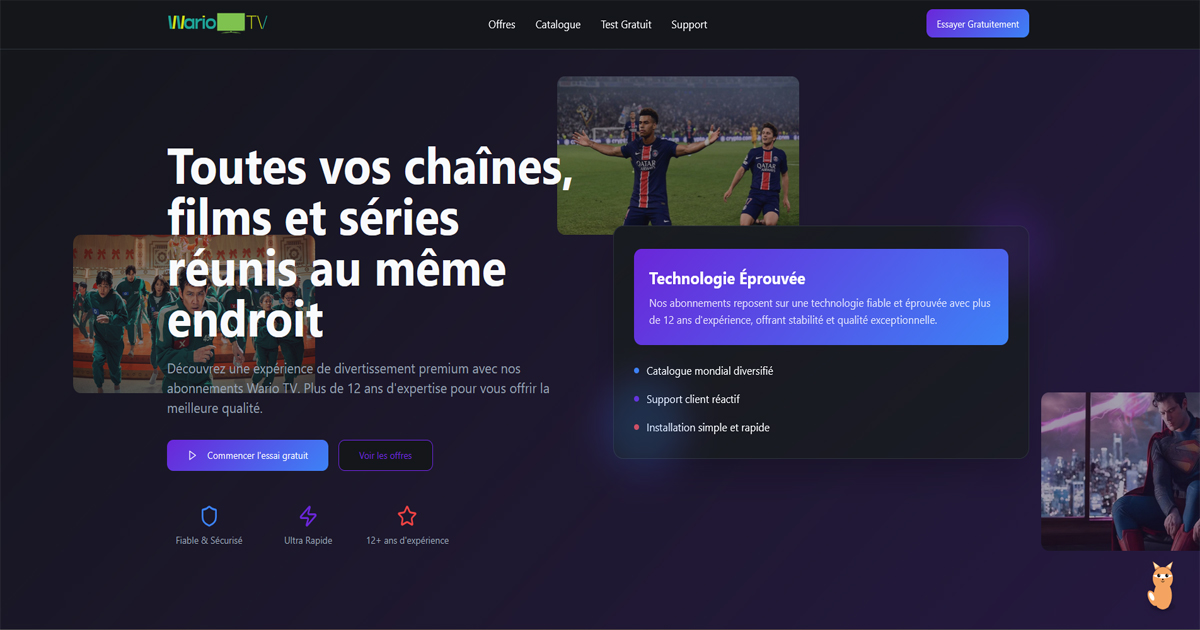 Wario TV
Offres
Catalogue
Test Gratuit
Support
Essayer Gratuitement
Toutes vos chaînes,
films et séries
réunis au même
endroit
Découvrez une expérience de divertissement premium avec nos
abonnements Wario TV. Plus de 12 ans d'expertise pour vous offrir la
meilleure qualité.
Commencer l'essai gratuit
Voir les offres
Fiable & Sécurisé
Ultra Rapide
12+ ans d'expérience
QATAR
QATAR
Technologie Éprouvée
Nos abonnements reposent sur une technologie fiable et éprouvée avec plus
de 12 ans d'expérience, offrant stabilité et qualité exceptionnelle.
Catalogue mondial diversifié
Support client réactif
Installation simple et rapide